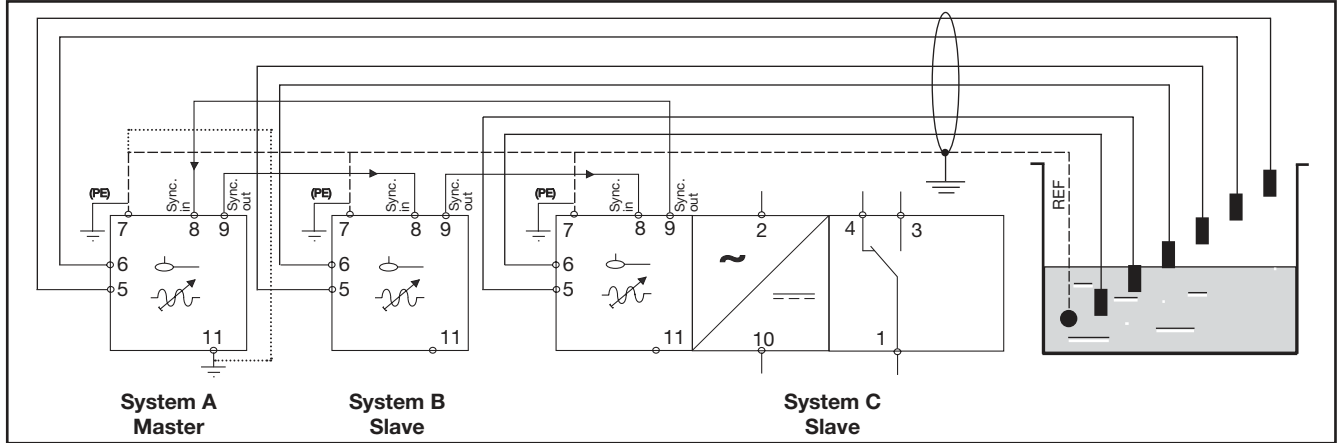 (PE)
Sync. in
Sync. out
(PE)
Sync. in
Sync. out
(PE)
Sync. in
Sync. out
REF
7 8 9
7 8 9
7 8 9
2
4 3
6
5
6
5
6
5
11
11
11
10
1
System A
Master
System B
Slave
System C
Slave